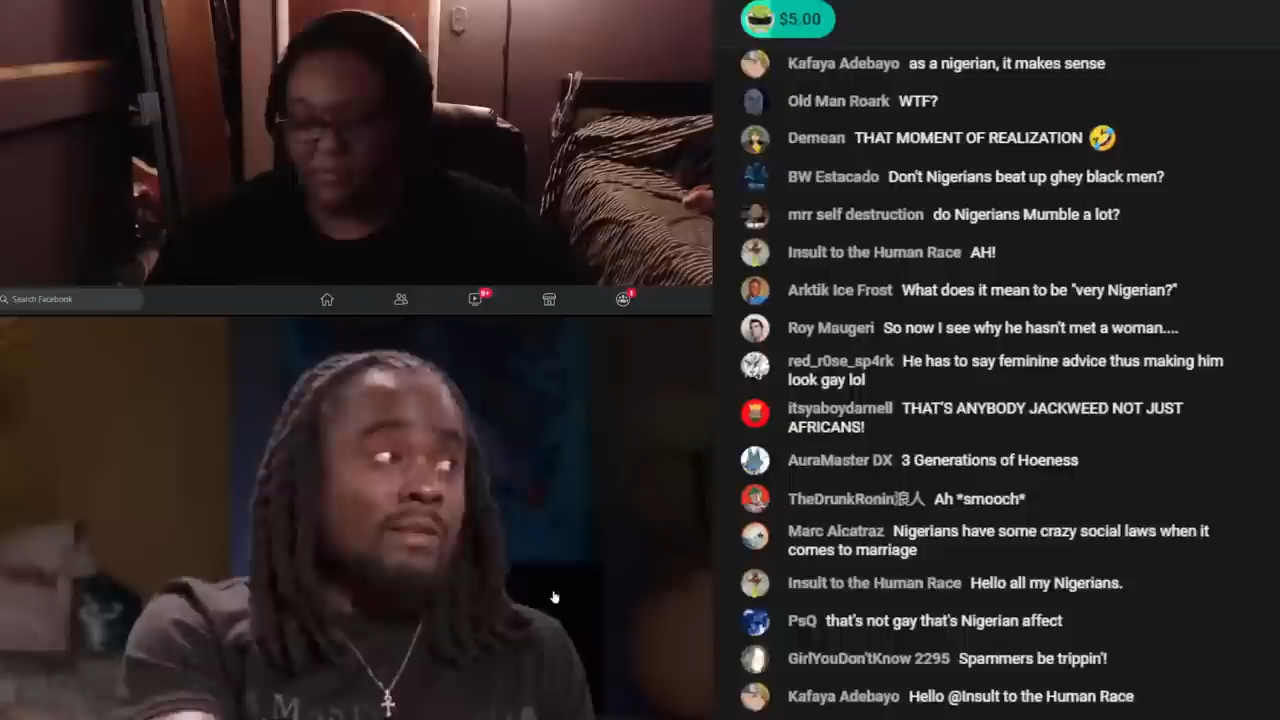 $5.00
Kafaya Adebayo as a nigerian, it makes sense
Old Man Roark WTF?
Demean THAT MOMENT OF REALIZATION 🤣
BW Estacado Don't Nigerians beat up ghey black men?
mrr self destruction do Nigerians Mumble a lot?
Insult to the Human Race AH!
Arktik Ice Frost What does it mean to be "very Nigerian?"
Roy Maugeri So now I see why he hasn't met a woman....
red_r0se_sp4rk He has to say feminine advice thus making him
look gay lol
itsyaboydarnell THAT'S ANYBODY JACKWEED NOT JUST
AFRICANS!
AuraMaster DX 3 Generations of Hoeness
TheDrunkRonin浪人 Ah *smooch*
Marc Alcatraz Nigerians have some crazy social laws when it
comes to marriage
Insult to the Human Race Hello all my Nigerians.
PsQ that's not gay that's Nigerian affect
GirlYouDon'tKnow 2295 Spammers be trippin'!
Kafaya Adebayo Hello @Insult to the Human Race
Search Facebook
9+
1